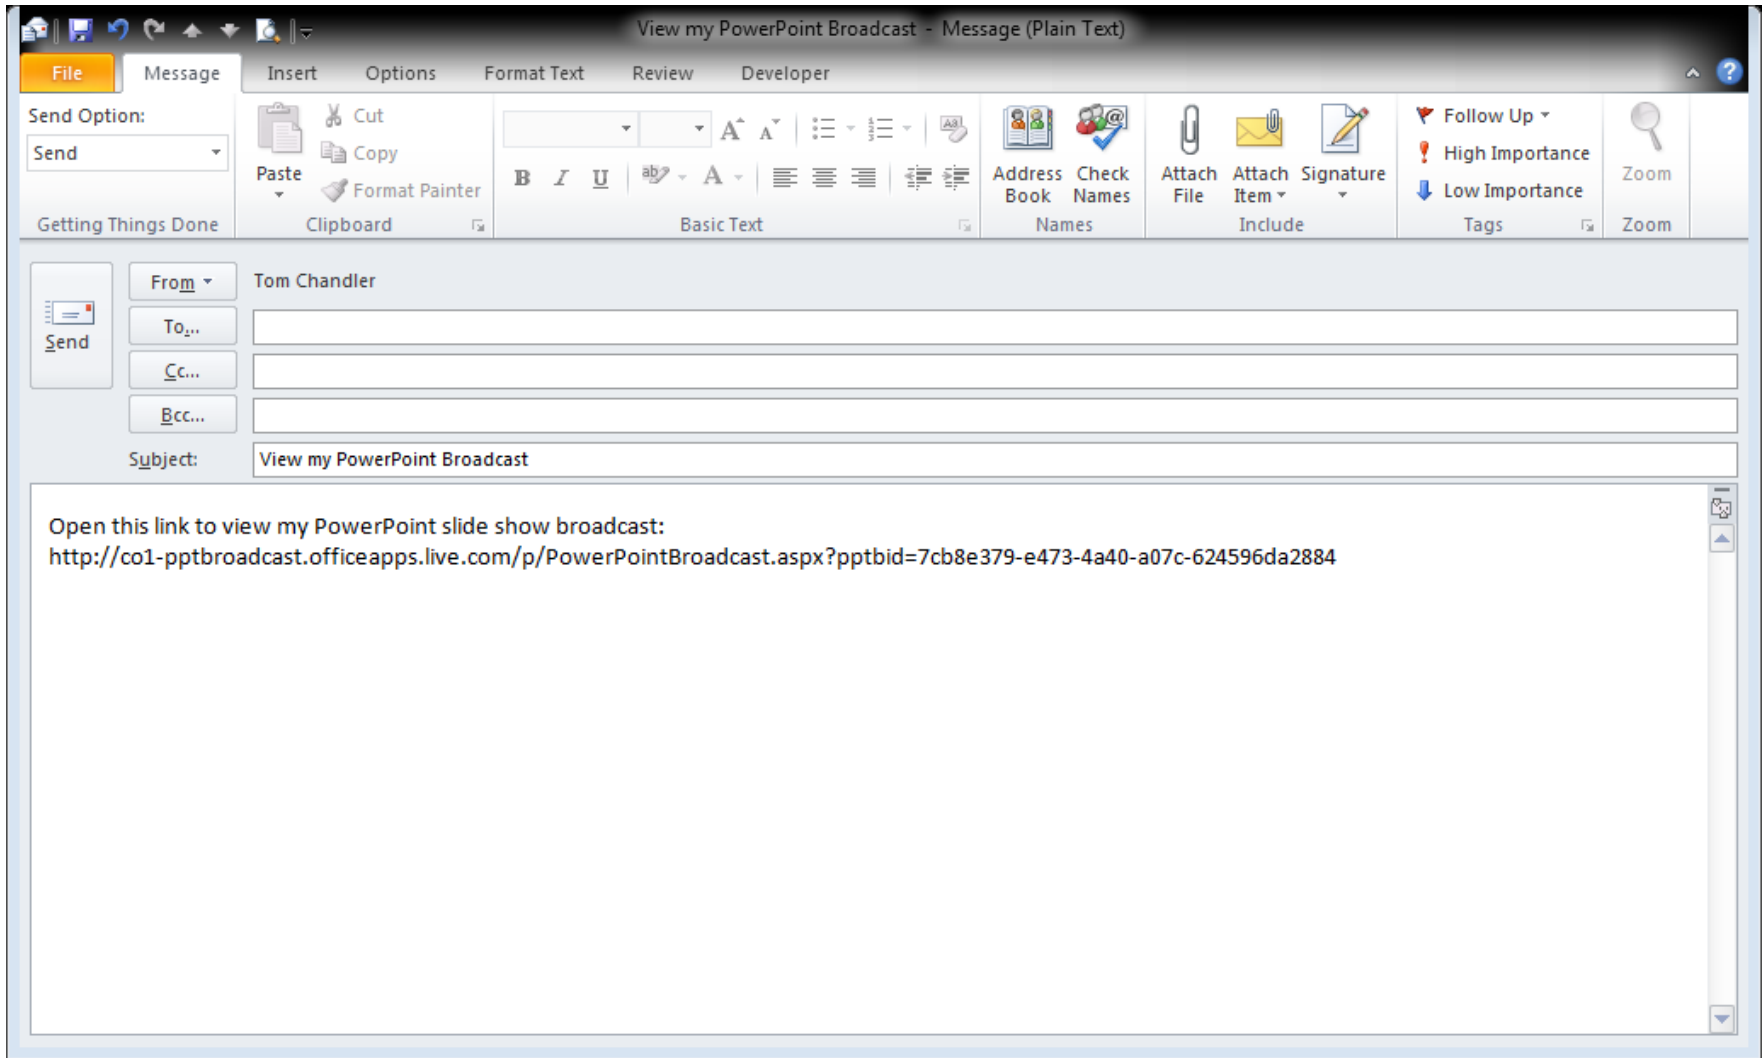 View my PowerPoint Broadcast - Message (Plain Text)
File Message Insert Options Format Text Review Developer
Send Option:
Send
Getting Things Done
Paste
Cut
Copy
Format Painter
Clipboard
B I U
Basic Text
Address Book
Check Names
Names
Attach File
Attach Item
Signature
Include
Follow Up
High Importance
Low Importance
Tags
Zoom
Zoom
Send
From Tom Chandler
To...
Cc...
Bcc...
Subject: View my PowerPoint Broadcast
Open this link to view my PowerPoint slide show broadcast:
http://co1-pptbroadcast.officeapps.live.com/p/PowerPointBroadcast.aspx?pptbid=7cb8e379-e473-4a40-a07c-624596da2884